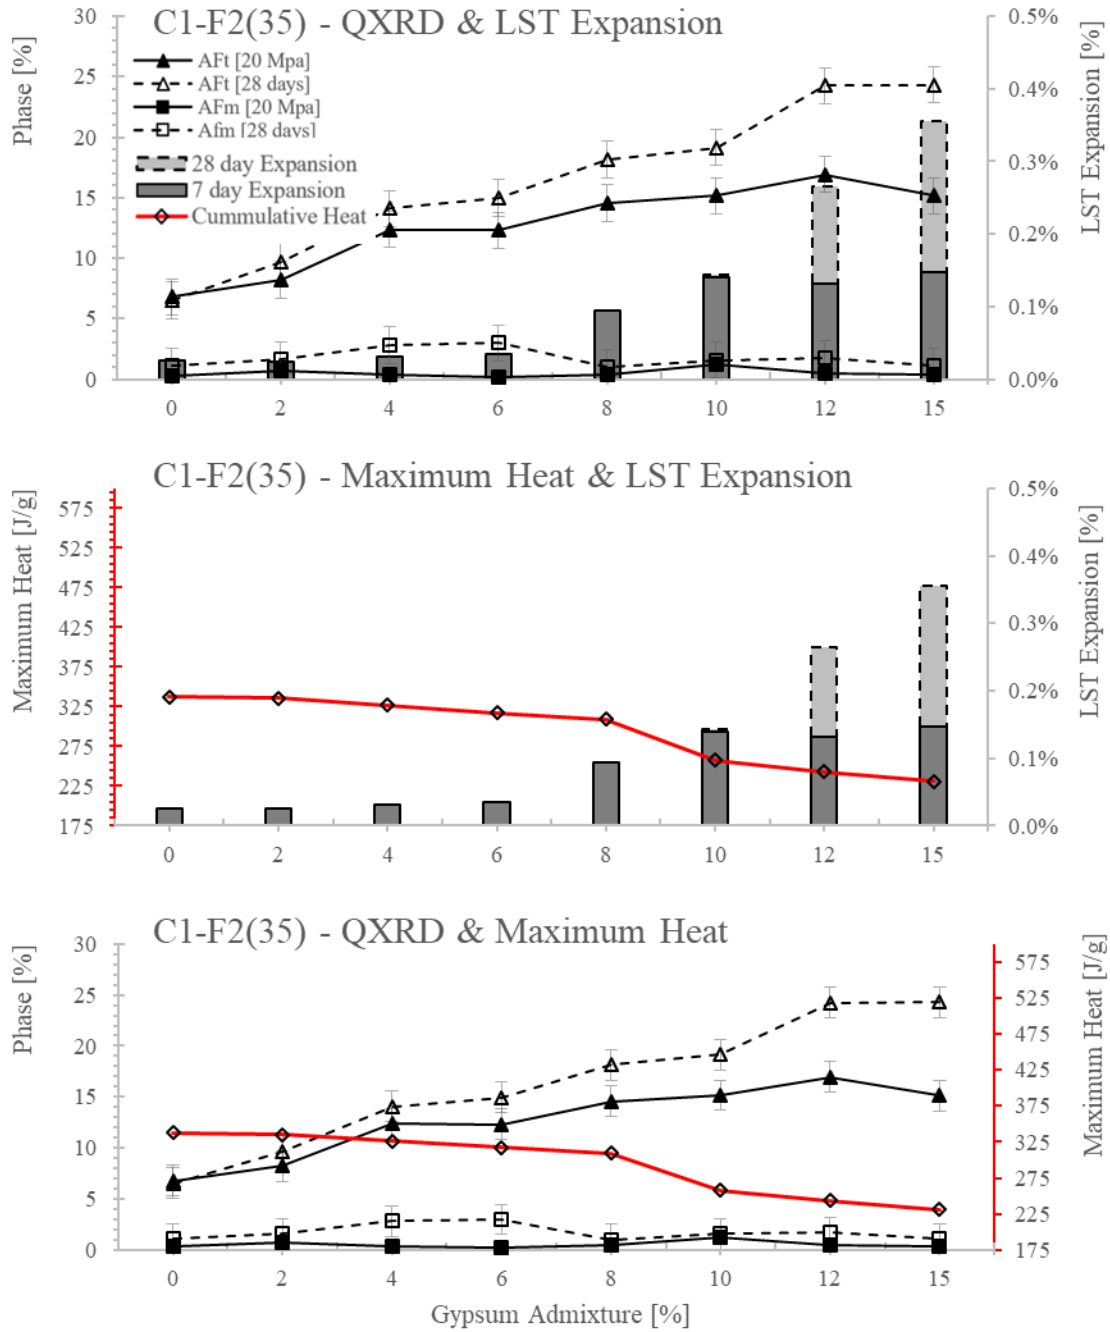 C1-F2(35) - QXRD & LST Expansion
Phase [%]
LST Expansion [%]
30
25
20
15
10
5
0
0.5%
0.4%
0.3%
0.2%
0.1%
0.0%
AFt [20 Mpa]
AFt [28 days]
AFm [20 Mpa]
Afm [28 days]
28 day Expansion
7 day Expansion
Cummulative Heat
0 2 4 6 8 10 12 15
C1-F2(35) - Maximum Heat & LST Expansion
Maximum Heat [J/g]
LST Expansion [%]
575
525
475
425
375
325
275
225
175
0.5%
0.4%
0.3%
0.2%
0.1%
0.0%
0 2 4 6 8 10 12 15
C1-F2(35) - QXRD & Maximum Heat
Phase [%]
Maximum Heat [J/g]
30
25
20
15
10
5
0
575
525
475
425
375
325
275
225
175
0 2 4 6 8 10 12 15
Gypsum Admixture [%]